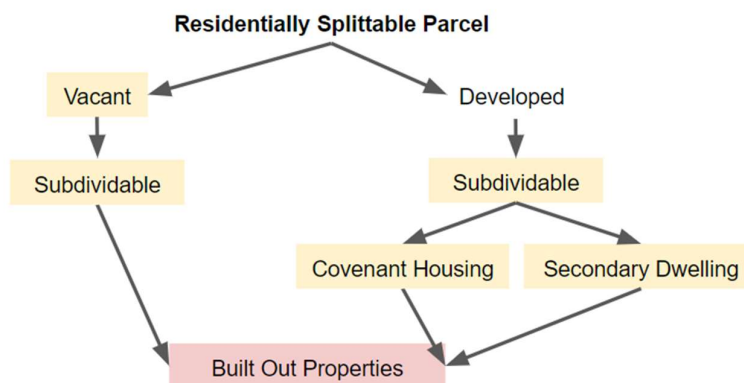 Residentially Splittable Parcel
Vacant
Developed
Subdividable
Subdividable
Covenant Housing
Secondary Dwelling
Built Out Properties